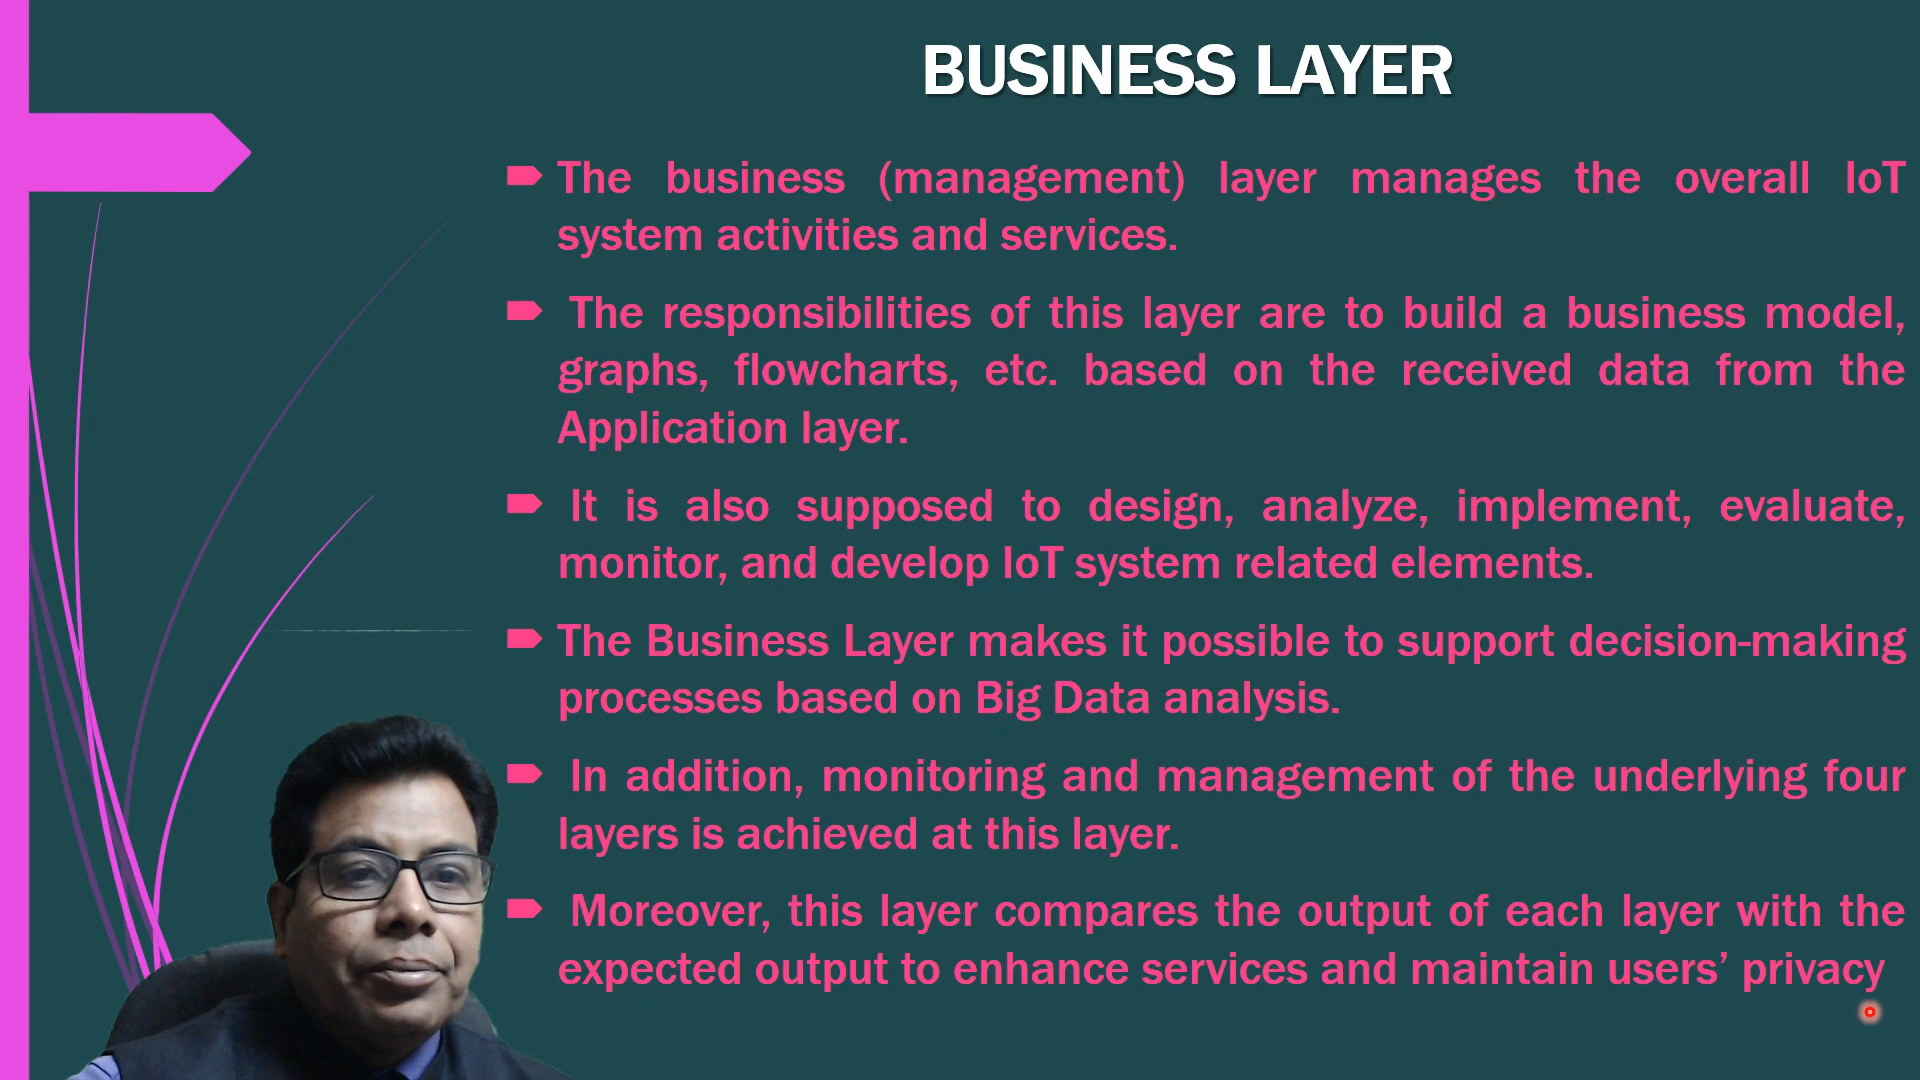 BUSINESS LAYER
The business (management) layer manages the overall IoT
system activities and services.
The responsibilities of this layer are to build a business model,
graphs, flowcharts, etc. based on the received data from the
Application layer.
It is also supposed to design, analyze, implement, evaluate,
monitor, and develop IoT system related elements.
The Business Layer makes it possible to support decision-making
processes based on Big Data analysis.
In addition, monitoring and management of the underlying four
layers is achieved at this layer.
Moreover, this layer compares the output of each layer with the
expected output to enhance services and maintain users’ privacy